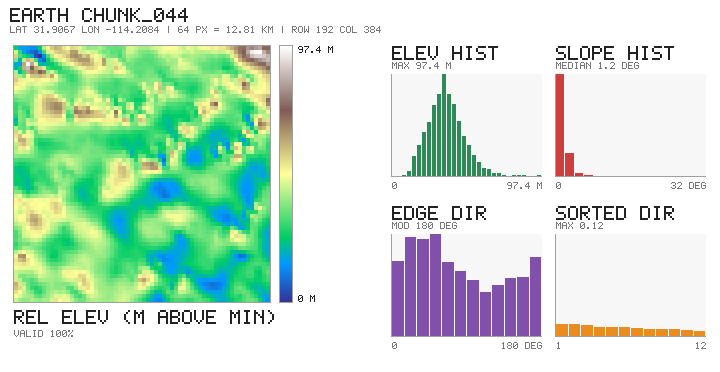 EARTH CHUNK_044
LAT 31.9067 LON -114.2084 | 64 PX = 12.81 KM | ROW 192 COL 384
97.4 M
0 M
REL ELEV (M ABOVE MIN)
VALID 100%
ELEV HIST
MAX 97.4 M
0 97.4 M
SLOPE HIST
MEDIAN 1.2 DEG
0 32 DEG
EDGE DIR
MOD 180 DEG
0 180 DEG
SORTED DIR
MAX 0.12
1 12